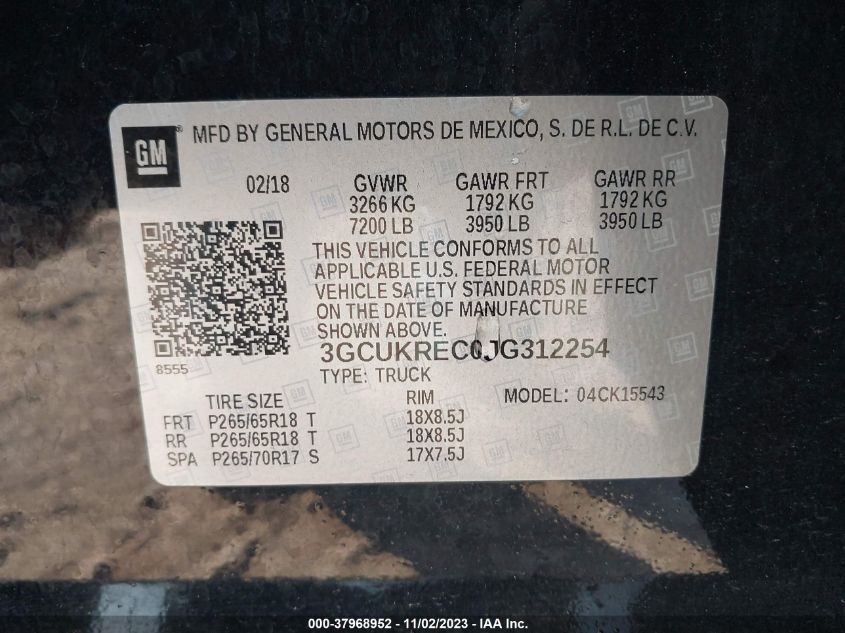 GM
MFD BY GENERAL MOTORS DE MEXICO, S. DE R.L. DE C.V.
02/18 GVWR GAWR FRT GAWR RR
3266 KG 1792 KG 1792 KG
7200 LB 3950 LB 3950 LB
THIS VEHICLE CONFORMS TO ALL
APPLICABLE U.S. FEDERAL MOTOR
VEHICLE SAFETY STANDARDS IN EFFECT
ON THE DATE OF MANUFACTURE
SHOWN ABOVE.
3GCUKREC0JG312254
8555
TYPE: TRUCK
TIRE SIZE RIM MODEL: 04CK15543
FRT P265/65R18 T 18X8.5J
RR P265/65R18 T 18X8.5J
SPA P265/70R17 S 17X7.5J
000-37968952 - 11/02/2023 - IAA Inc.